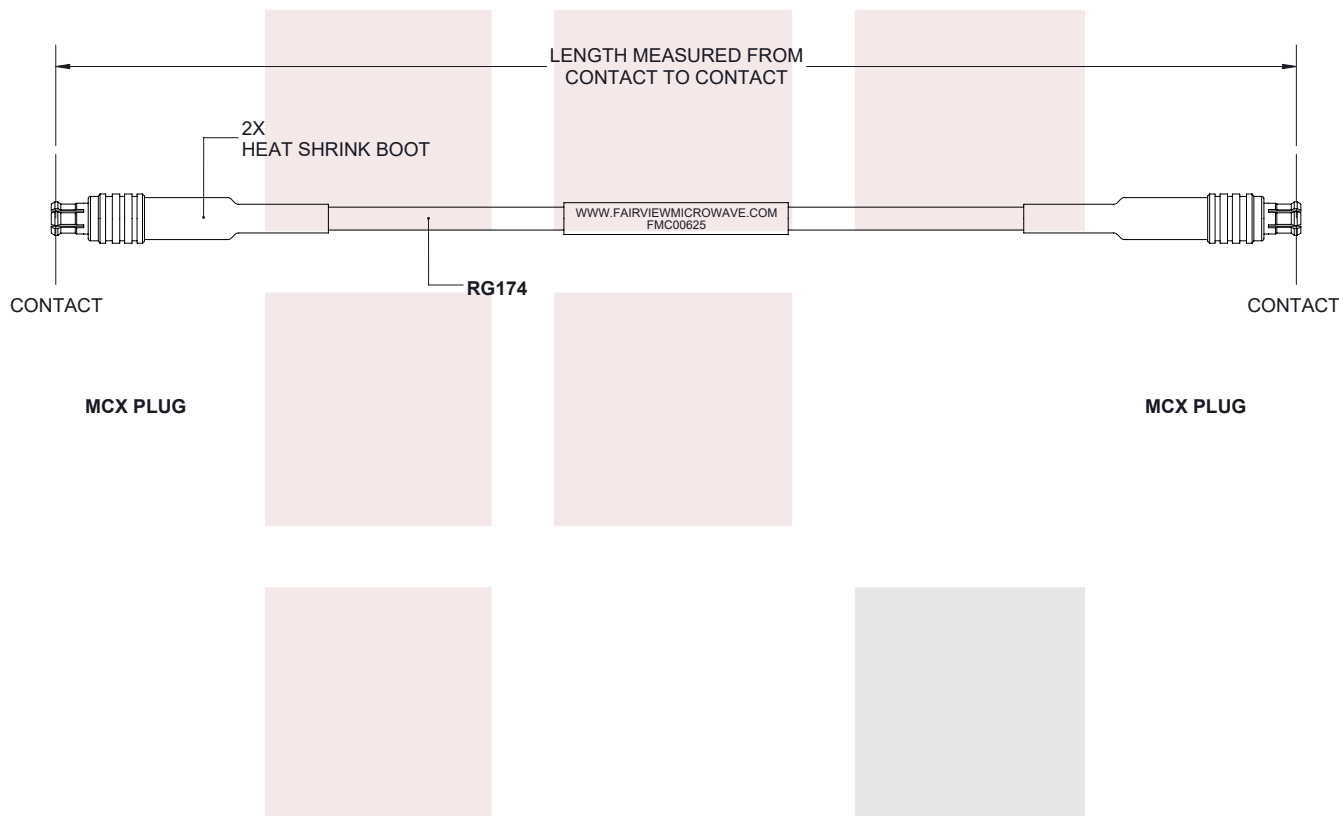 LENGTH MEASURED FROM
CONTACT TO CONTACT
2X
HEAT SHRINK BOOT
WWW.FAIRVIEWMICROWAVE.COM
FMC00625
RG174
CONTACT
CONTACT
MCX PLUG
MCX PLUG